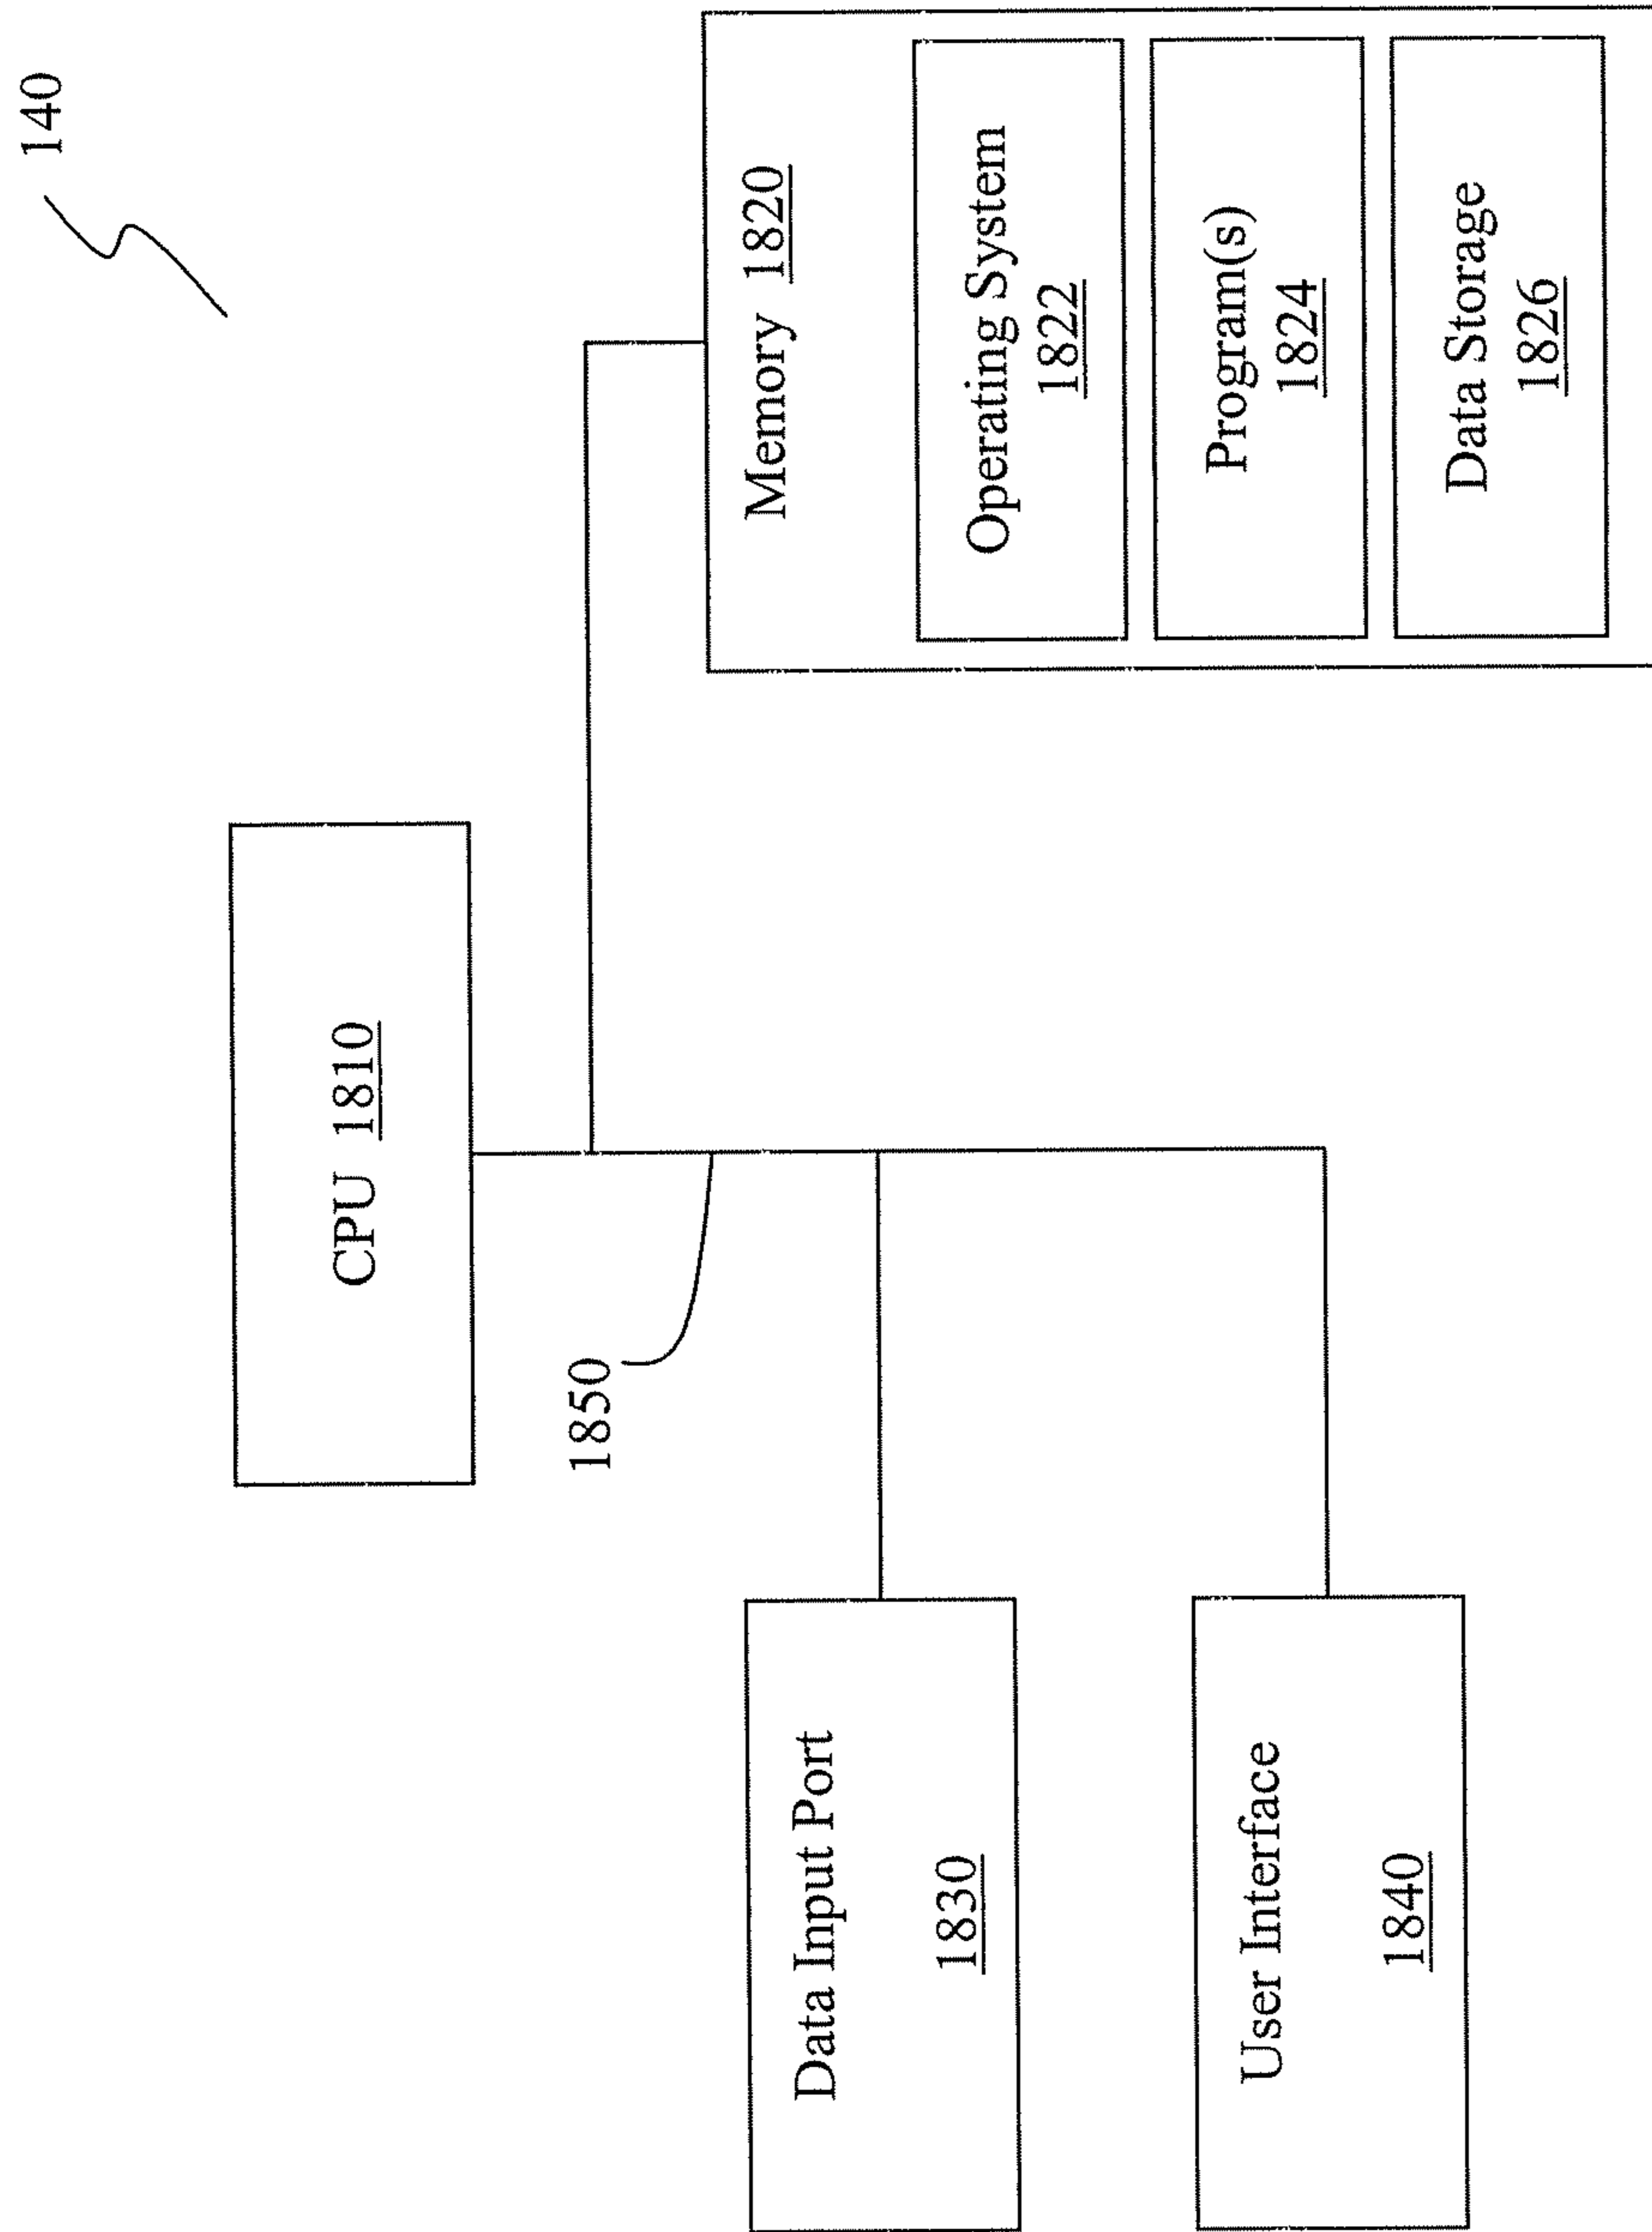 140
CPU 1810
1850
Memory 1820
Operating System
1822
Program(s)
1824
Data Storage
1826
Data Input Port
1830
User Interface
1840